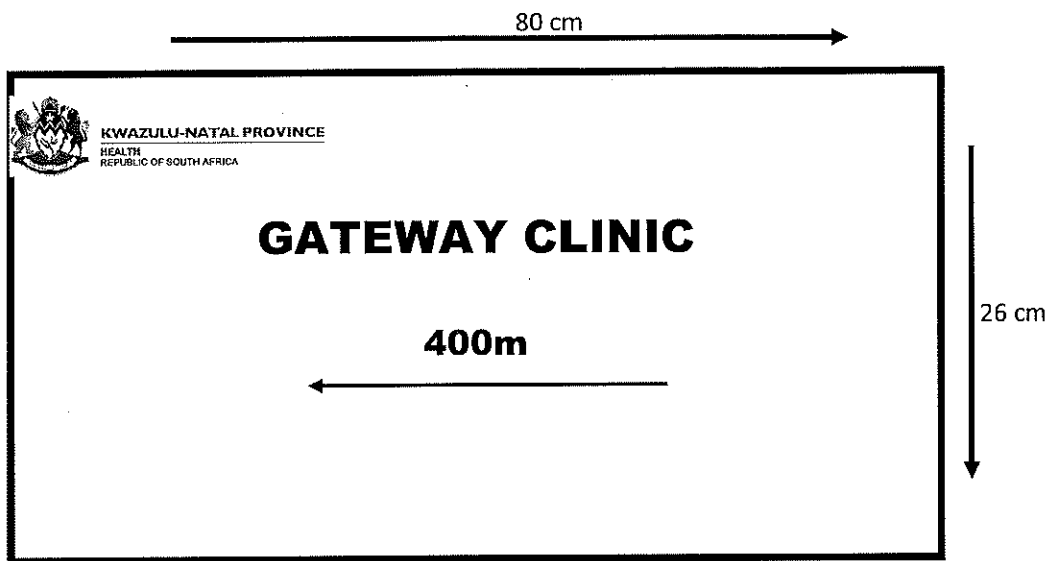 80 cm
KWAZULU-NATAL PROVINCE
HEALTH
REPUBLIC OF SOUTH AFRICA
GATEWAY CLINIC
26 cm
400m